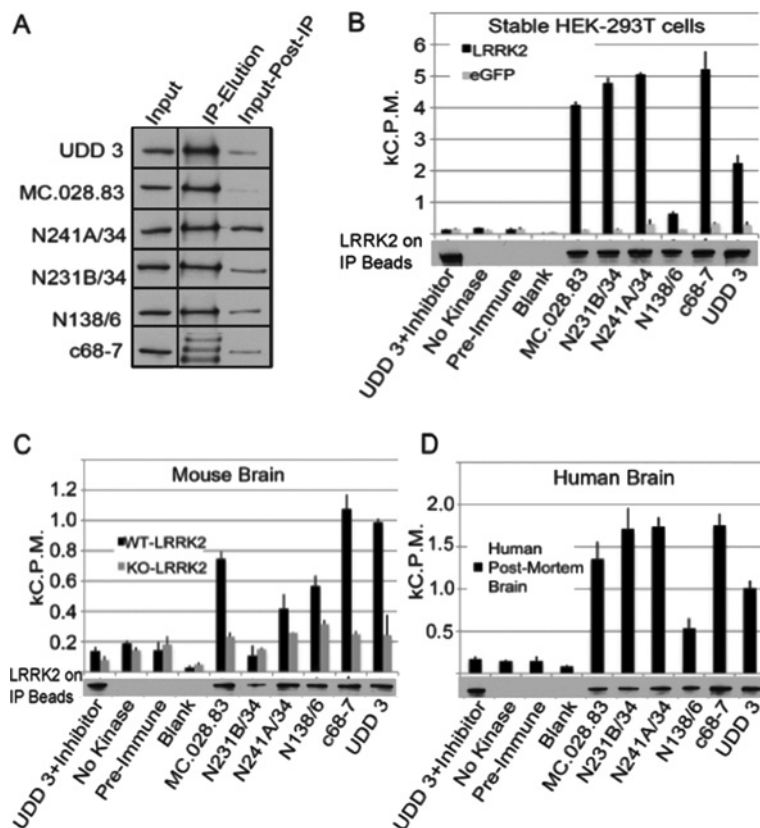 A
Input
IP-Elution
Input-Post-IP
UDD 3
MC.028.83
N241A/34
N231B/34
N138/6
c68-7
B
Stable HEK-293T cells
LRRK2
eGFP
kC.P.M.
6
5
4
3
2
1
LRRK2 on
IP Beads
UDD 3+Inhibitor
No Kinase
Pre-Immune
Blank
MC.028.83
N231B/34
N241A/34
N138/6
c68-7
UDD 3
C
Mouse Brain
WT-LRRK2
KO-LRRK2
kC.P.M.
1.2
1.0
0.8
0.6
0.4
0.2
LRRK2 on
IP Beads
UDD 3+Inhibitor
No Kinase
Pre-Immune
Blank
MC.028.83
N231B/34
N241A/34
N138/6
c68-7
UDD 3
D
Human Brain
Human
Post-Mortem
Brain
kC.P.M.
2.0
1.5
1.0
0.5
UDD 3+Inhibitor
No Kinase
Pre-Immune
Blank
MC.028.83
N231B/34
N241A/34
N138/6
c68-7
UDD 3